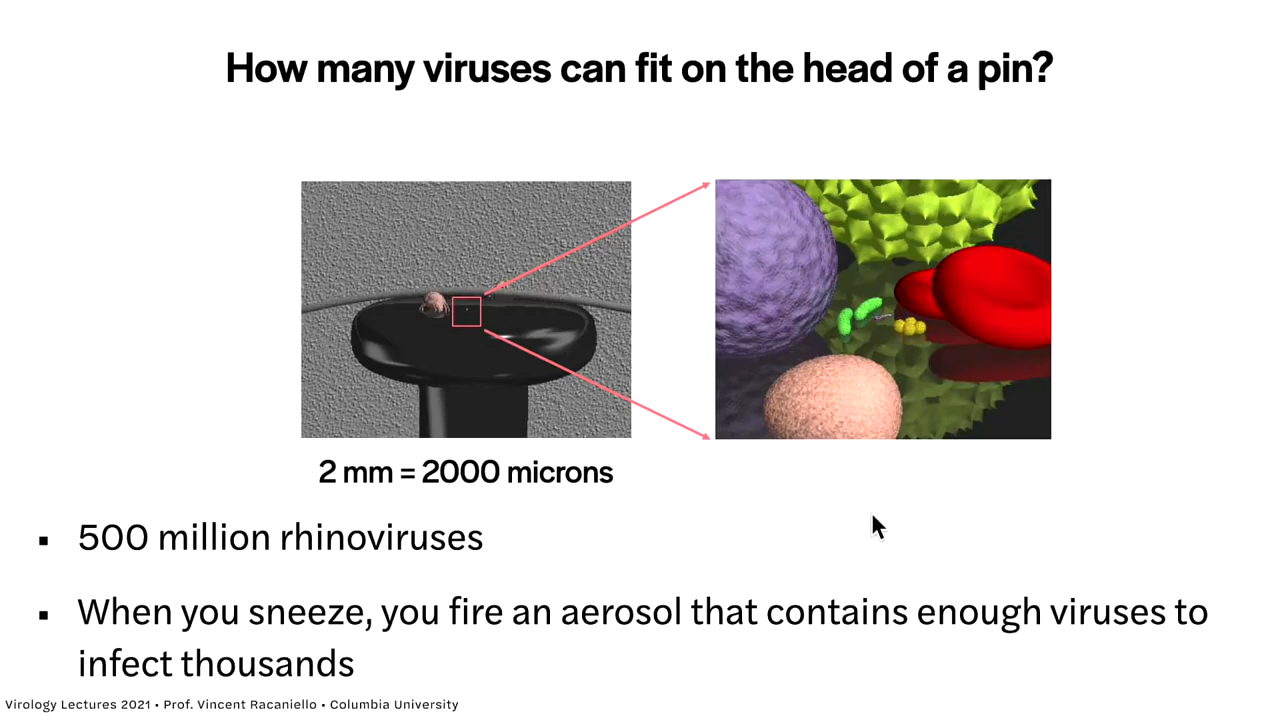 How many viruses can fit on the head of a pin?
2 mm = 2000 microns
▪ 500 million rhinoviruses
▪ When you sneeze, you fire an aerosol that contains enough viruses to
infect thousands
Virology Lectures 2021 • Prof. Vincent Racaniello • Columbia University